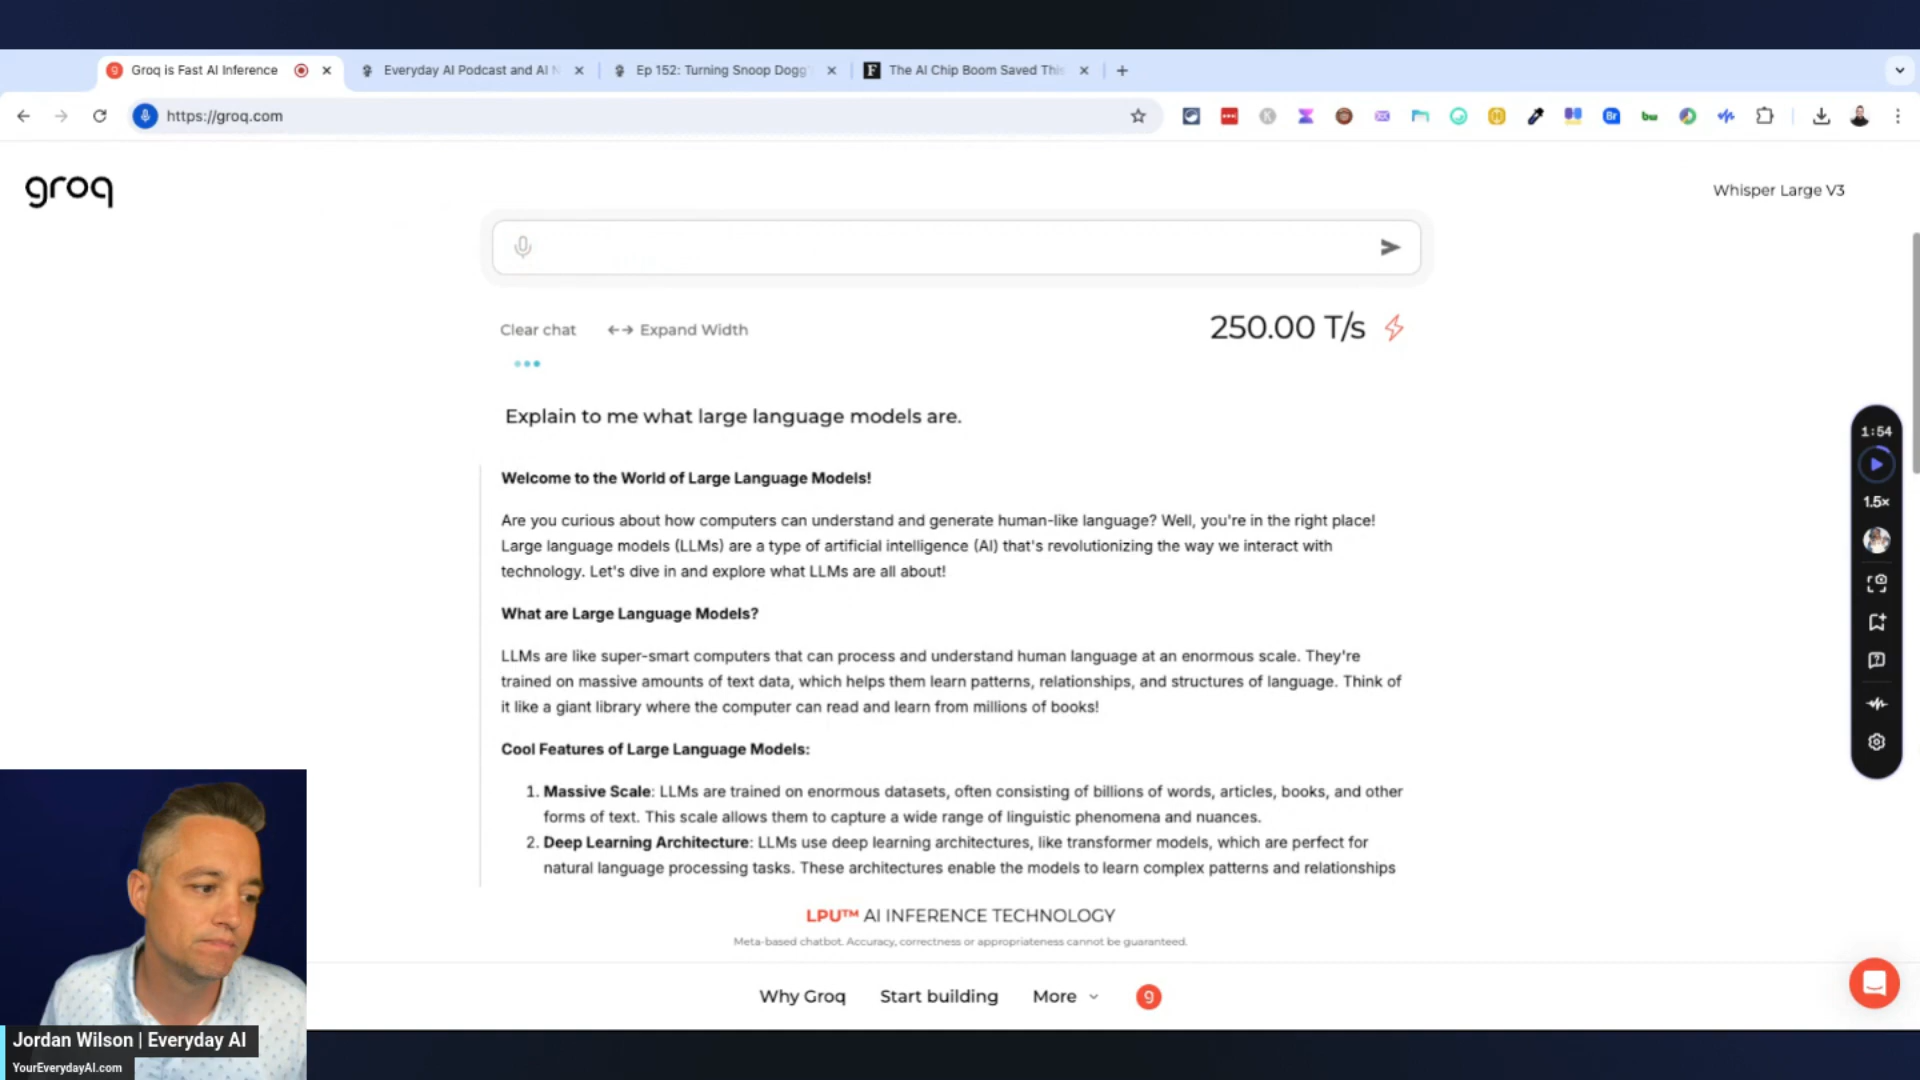 Groq is Fast AI Inference
Everyday AI Podcast and AI N
Ep 152: Turning Snoop Dogg'
The AI Chip Boom Saved This
https://groq.com
Br
groq
Whisper Large V3
Clear chat
Expand Width
250.00 T/s
Explain to me what large language models are.
Welcome to the World of Large Language Models!
Are you curious about how computers can understand and generate human-like language? Well, you're in the right place!
Large language models (LLMs) are a type of artificial intelligence (AI) that's revolutionizing the way we interact with
technology. Let's dive in and explore what LLMs are all about!
What are Large Language Models?
LLMs are like super-smart computers that can process and understand human language at an enormous scale. They're
trained on massive amounts of text data, which helps them learn patterns, relationships, and structures of language. Think of
it like a giant library where the computer can read and learn from millions of books!
Cool Features of Large Language Models:
1. Massive Scale: LLMs are trained on enormous datasets, often consisting of billions of words, articles, books, and other
forms of text. This scale allows them to capture a wide range of linguistic phenomena and nuances.
2. Deep Learning Architecture: LLMs use deep learning architectures, like transformer models, which are perfect for
natural language processing tasks. These architectures enable the models to learn complex patterns and relationships
LPU™ AI INFERENCE TECHNOLOGY
Meta-based chatbot. Accuracy, correctness or appropriateness cannot be guaranteed.
Why Groq
Start building
More
1:54
1.5×
Jordan Wilson | Everyday AI
YourEverydayAI.com